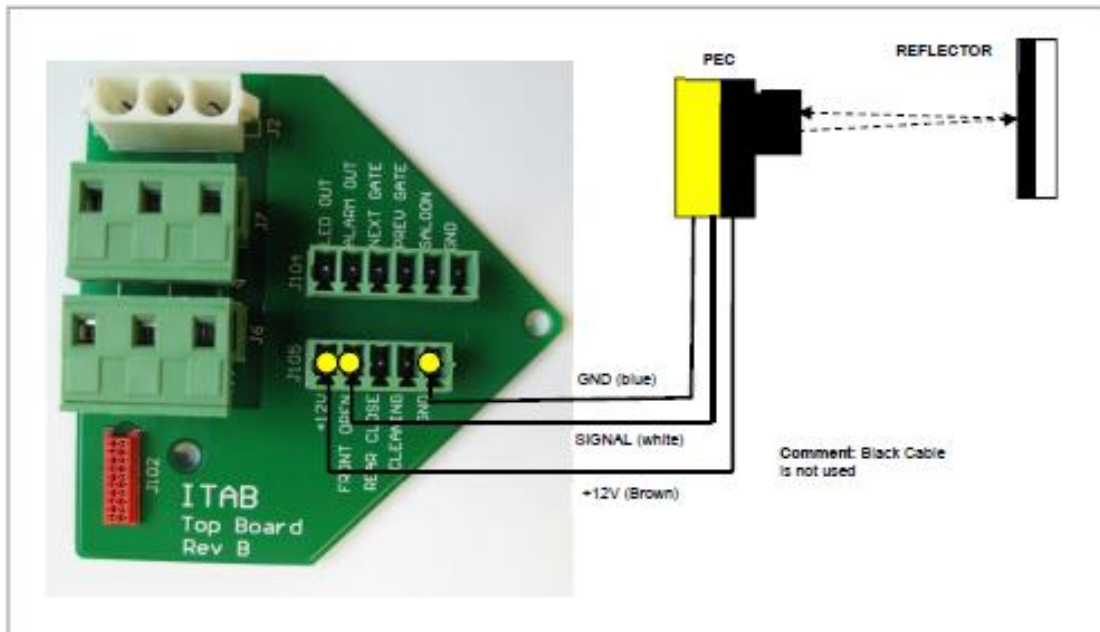 PEC
REFLECTOR
J7
J6
J104
LED OUT
ALARM OUT
NEXT GATE
PREV GATE
SALOON
GND
J105
+12V
FRONT OPEN
REAR CLOSE
CLEANING
GND
J102
ITAB
Top Board
Rev B
GND (blue)
SIGNAL (white)
+12V (Brown)
Comment: Black Cable
is not used